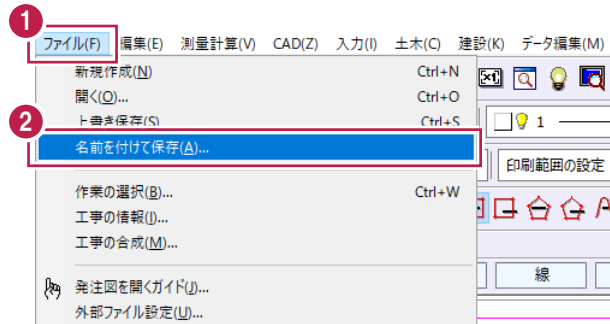 1
ファイル(F) 編集(E) 測量計算(V) CAD(Z) 入力(I) 土木(C) 建設(K) データ編集(M)
新規作成(N) Ctrl+N
開く(O)... Ctrl+O
2
上書き保存(S) Ctrl+S
1
名前を付けて保存(A)...
印刷範囲の設定
作業の選択(B)... Ctrl+W
工事の情報(I)...
工事の合成(M)...
線
発注図を開くガイド(J)...
外部ファイル設定(U)...